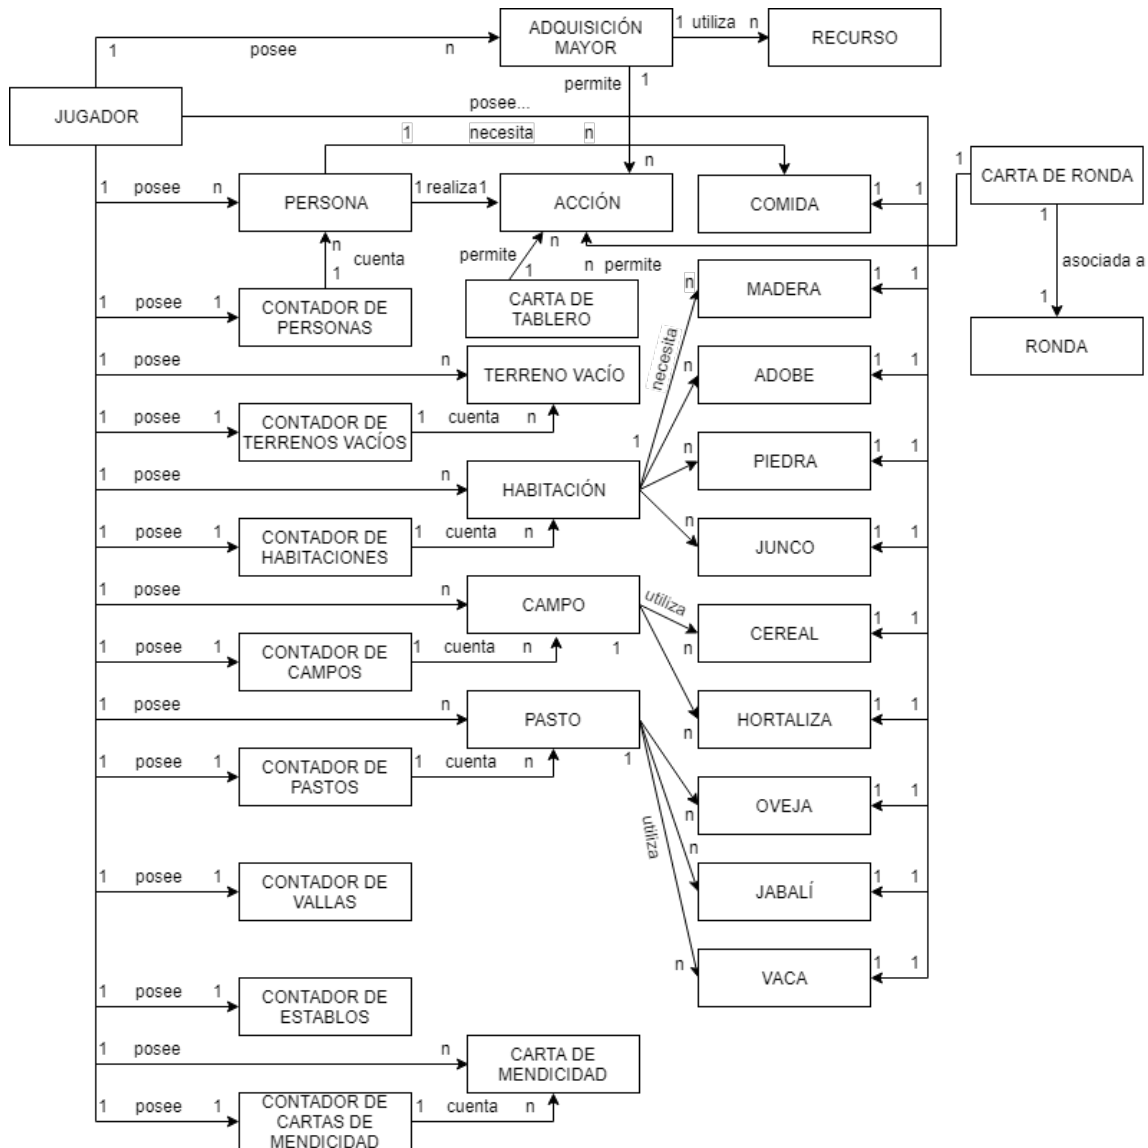 ADQUISICIÓN
MAYOR
1 utiliza n
RECURSO
1 posee n
permite 1
JUGADOR
posee...
1 necesita n
n
1
CARTA DE RONDA
1 posee n
PERSONA
1 realiza 1
ACCIÓN
COMIDA
1 1
1
n
cuenta
1
permite
n
1
n permite
asociada a
1 posee 1
CONTADOR DE
PERSONAS
CARTA DE
TABLERO
n
MADERA
1 1
1
RONDA
necesita
1 posee n
TERRENO VACÍO
n
ADOBE
1 1
1 posee 1
CONTADOR DE
TERRENOS VACÍOS
1 cuenta n
1
n
PIEDRA
1 1
1 posee n
HABITACIÓN
1 posee 1
CONTADOR DE
HABITACIONES
1 cuenta n
n
JUNCO
1 1
1 posee n
CAMPO
utiliza
CEREAL
1 1
1 posee 1
CONTADOR DE
CAMPOS
1 cuenta n
1
n
1 posee n
PASTO
n
HORTALIZA
1 1
1 posee 1
CONTADOR DE
PASTOS
1 cuenta n
1
OVEJA
1 1
n
utiliza
n
JABALÍ
1 1
1 posee 1
CONTADOR DE
VALLAS
n
VACA
1 1
1 posee 1
CONTADOR DE
ESTABLOS
1 posee n
CARTA DE
MENDICIDAD
1 posee 1
CONTADOR DE
CARTAS DE
MENDICIDAD
1 cuenta n